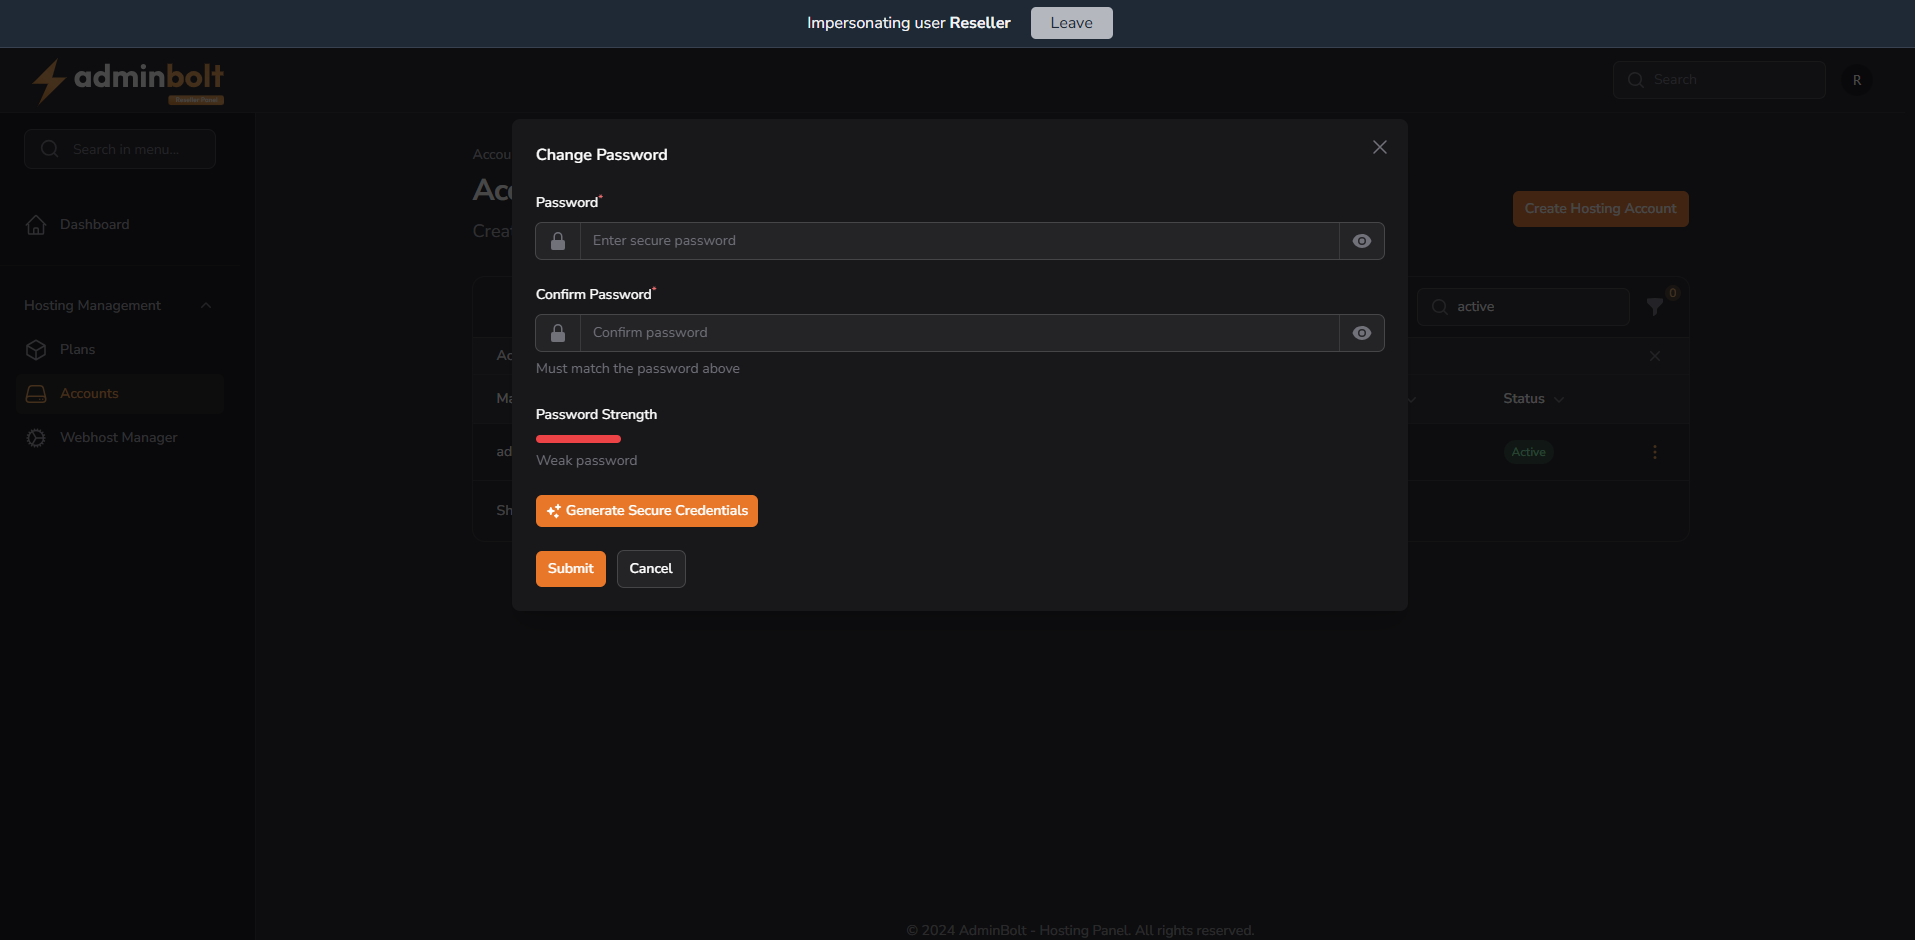 Impersonating user Reseller
Leave
adminbolt
Reseller Panel
Search
R
Search in menu...
Dashboard
Hosting Management
Plans
Accounts
Webhost Manager
Accou
Acc
Creat
Create Hosting Account
active
0
Ac
Ma
Status
ad
Active
Sh
Change Password
Password*
Enter secure password
Confirm Password*
Confirm password
Must match the password above
Password Strength
Weak password
Generate Secure Credentials
Submit
Cancel
© 2024 AdminBolt - Hosting Panel. All rights reserved.